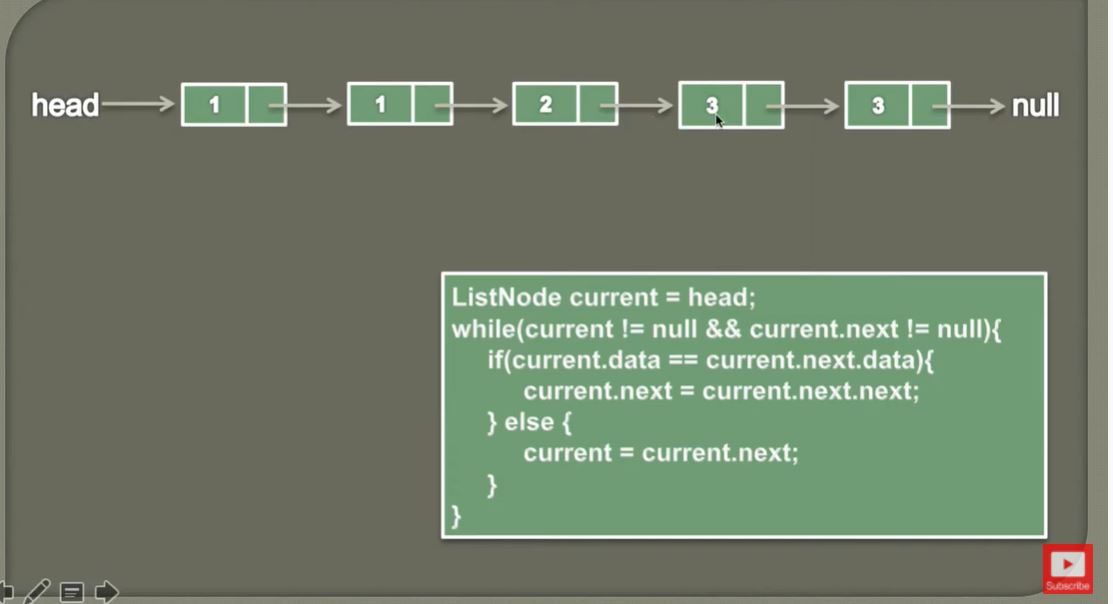 head 1 1 2 3 3 null
ListNode current = head;
while(current != null && current.next != null){
if(current.data == current.next.data){
current.next = current.next.next;
} else {
current = current.next;
}
}
Subscribe